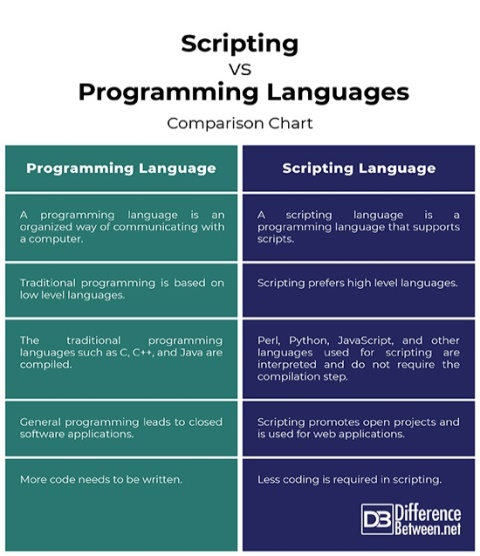 Scripting
VS
Programming Languages
Comparison Chart
Programming Language
Scripting Language
A programming language is an
organized way of communicating with
a computer.
A scripting language is a
programming language that supports
scripts.
Traditional programming is based on
low level languages.
Scripting prefers high level languages.
The traditional programming
languages such as C, C++, and Java are
compiled.
Perl, Python, JavaScript, and other
languages used for scripting are
interpreted and do not require the
compilation step.
General programming leads to closed
software applications.
Scripting promotes open projects and
is used for web applications.
More code needs to be written.
Less coding is required in scripting.
DB Difference
Between.net